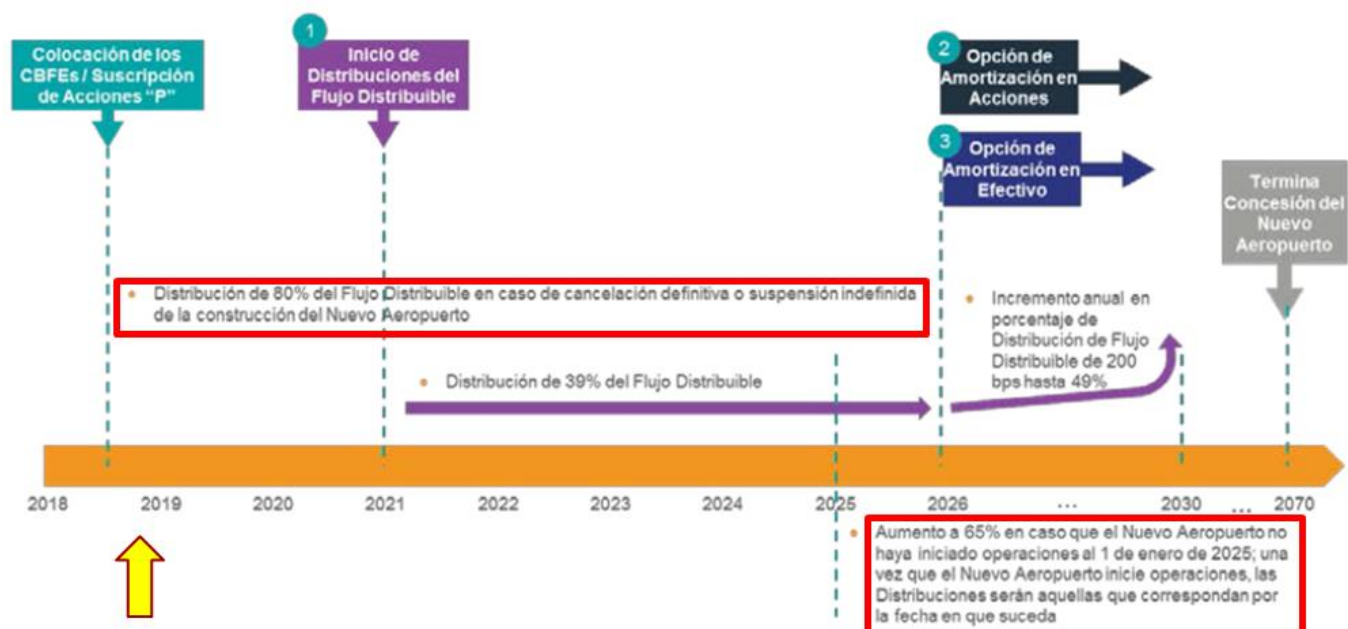 Colocación de los
CBFEs / Suscripción
de Acciones "P"
1
Inicio de
Distribuciones del
Flujo Distribuible
2
Opción de
Amortización en
Acciones
3
Opción de
Amortización en
Efectivo
Termina
Concesión del
Nuevo
Aeropuerto
• Distribución de 80% del Flujo Distribuible en caso de cancelación definitiva o suspensión indefinida
de la construcción del Nuevo Aeropuerto
• Incremento anual en
porcentaje de
Distribución de Flujo
Distribuible de 200
bps hasta 49%
• Distribución de 39% del Flujo Distribuible
2018 2019 2020 2021 2022 2023 2024 2025 2026 ... 2030 ... 2070
• Aumento a 65% en caso que el Nuevo Aeropuerto no
haya iniciado operaciones al 1 de enero de 2025; una
vez que el Nuevo Aeropuerto inicie operaciones, las
Distribuciones serán aquellas que correspondan por
la fecha en que suceda